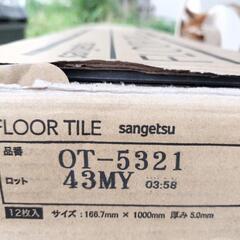 FLOOR TILE sangetsu
品番 OT-5321
ロット 43MY 03:58
12枚入 サイズ:166.7mm×1000mm 厚み5.0mm